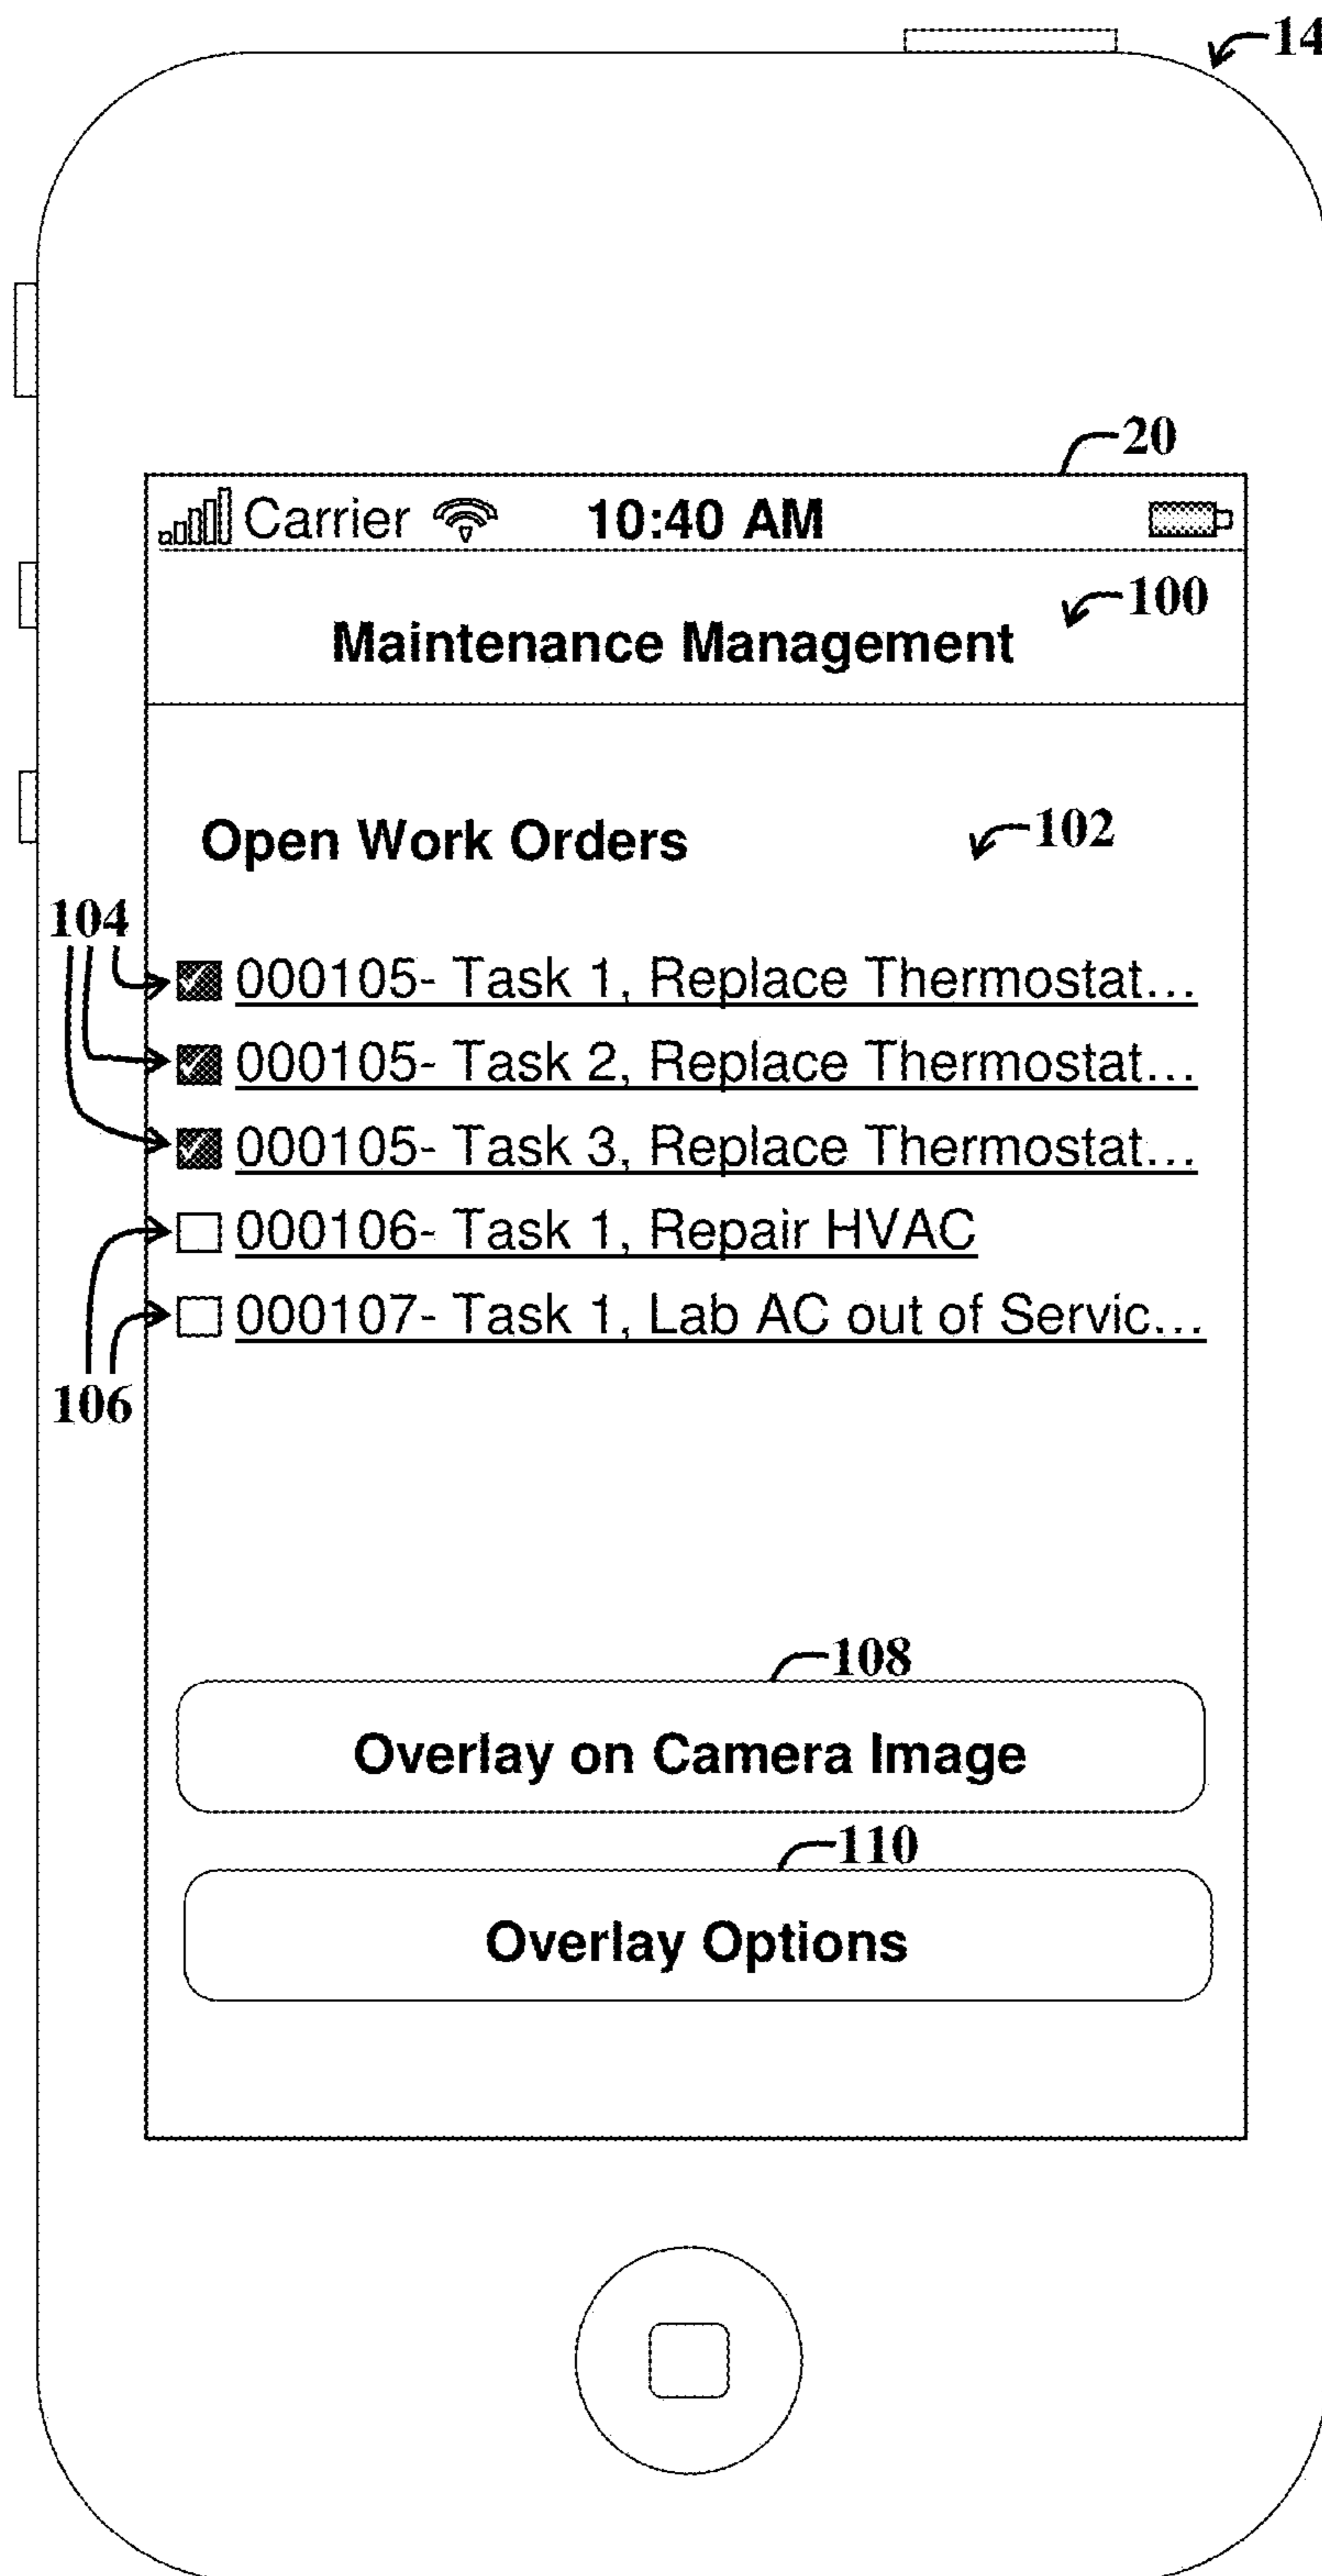 14
20
Carrier 10:40 AM
100
Maintenance Management
Open Work Orders 102
104
000105- Task 1, Replace Thermostat...
000105- Task 2, Replace Thermostat...
000105- Task 3, Replace Thermostat...
000106- Task 1, Repair HVAC
000107- Task 1, Lab AC out of Servic...
106
108
Overlay on Camera Image
110
Overlay Options